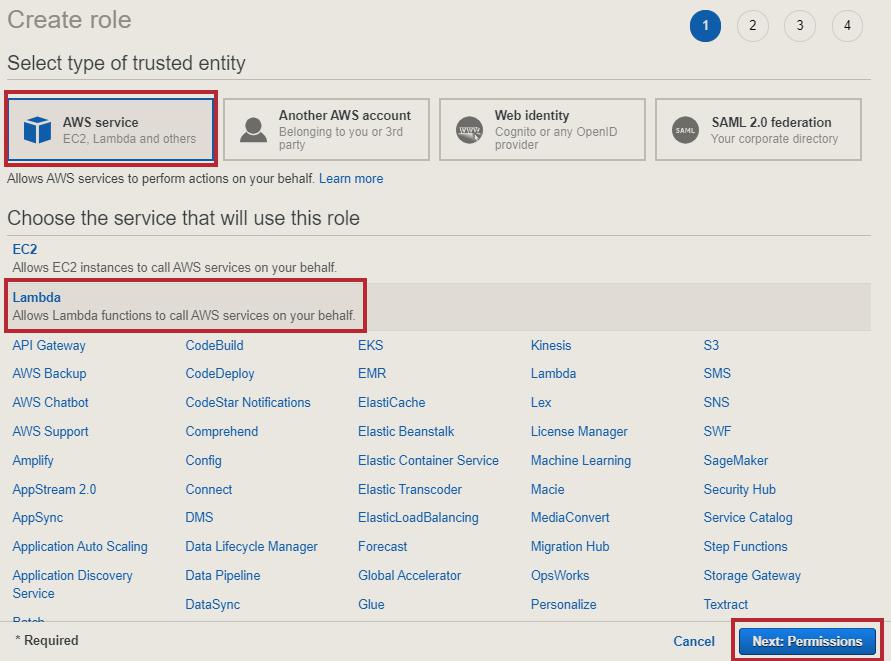 Create role
1 2 3 4
Select type of trusted entity
AWS service
EC2, Lambda and others
Another AWS account
Belonging to you or 3rd
party
Web identity
Cognito or any OpenID
provider
SAML
SAML 2.0 federation
Your corporate directory
Allows AWS services to perform actions on your behalf. Learn more
Choose the service that will use this role
EC2
Allows EC2 instances to call AWS services on your behalf.
Lambda
Allows Lambda functions to call AWS services on your behalf.
API Gateway CodeBuild EKS Kinesis S3
AWS Backup CodeDeploy EMR Lambda SMS
AWS Chatbot CodeStar Notifications ElastiCache Lex SNS
AWS Support Comprehend Elastic Beanstalk License Manager SWF
Amplify Config Elastic Container Service Machine Learning SageMaker
AppStream 2.0 Connect Elastic Transcoder Macie Security Hub
AppSync DMS ElasticLoadBalancing MediaConvert Service Catalog
Application Auto Scaling Data Lifecycle Manager Forecast Migration Hub Step Functions
Application Discovery Data Pipeline Global Accelerator OpsWorks Storage Gateway
Service
DataSync Glue Personalize Textract
Batch
* Required Cancel Next: Permissions